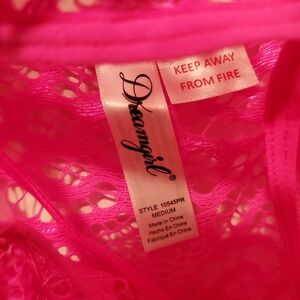 KEEP AWAY
FROM FIRE
Dreamgirl®
STYLE 10545PR
MEDIUM
Made in China
Hecho En China
Fabriqué En Chine